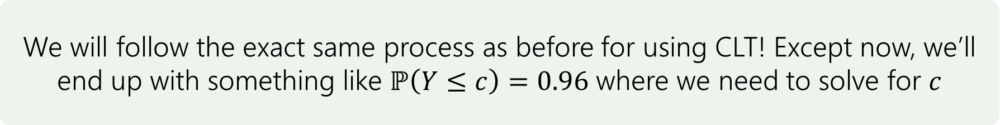 We will follow the exact same process as before for using CLT! Except now, we’ll
end up with something like ℙ(𝑌 ≤ 𝑐) = 0.96 where we need to solve for 𝑐